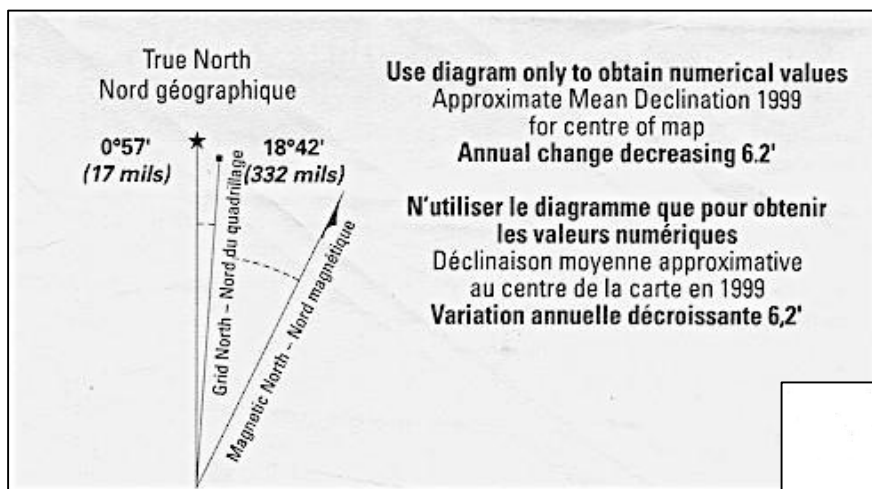 True North
Nord géographique
0°57'
(17 mils)
18°42'
(332 mils)
Grid North – Nord du quadrillage
Magnetic North – Nord magnétique
Use diagram only to obtain numerical values
Approximate Mean Declination 1999
for centre of map
Annual change decreasing 6.2'
N'utiliser le diagramme que pour obtenir
les valeurs numériques
Déclinaison moyenne approximative
au centre de la carte en 1999
Variation annuelle décroissante 6,2'